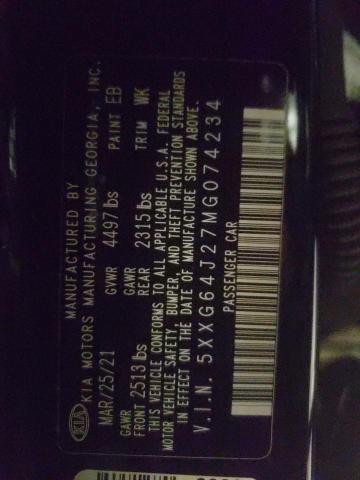 MANUFACTURED BY
KIA KIA MOTORS MANUFACTURING GEORGIA, INC.
MAR/25/21 GVWR 4497 lbs PAINT EB
GAWR FRONT 2513 lbs GAWR REAR 2315 lbs TRIM WK
THIS VEHICLE CONFORMS TO ALL APPLICABLE U.S.A. FEDERAL
MOTOR VEHICLE SAFETY, BUMPER, AND THEFT PREVENTION STANDARDS
IN EFFECT ON THE DATE OF MANUFACTURE SHOWN ABOVE.
V.I.N. 5XXG64J27MG074234
PASSENGER CAR